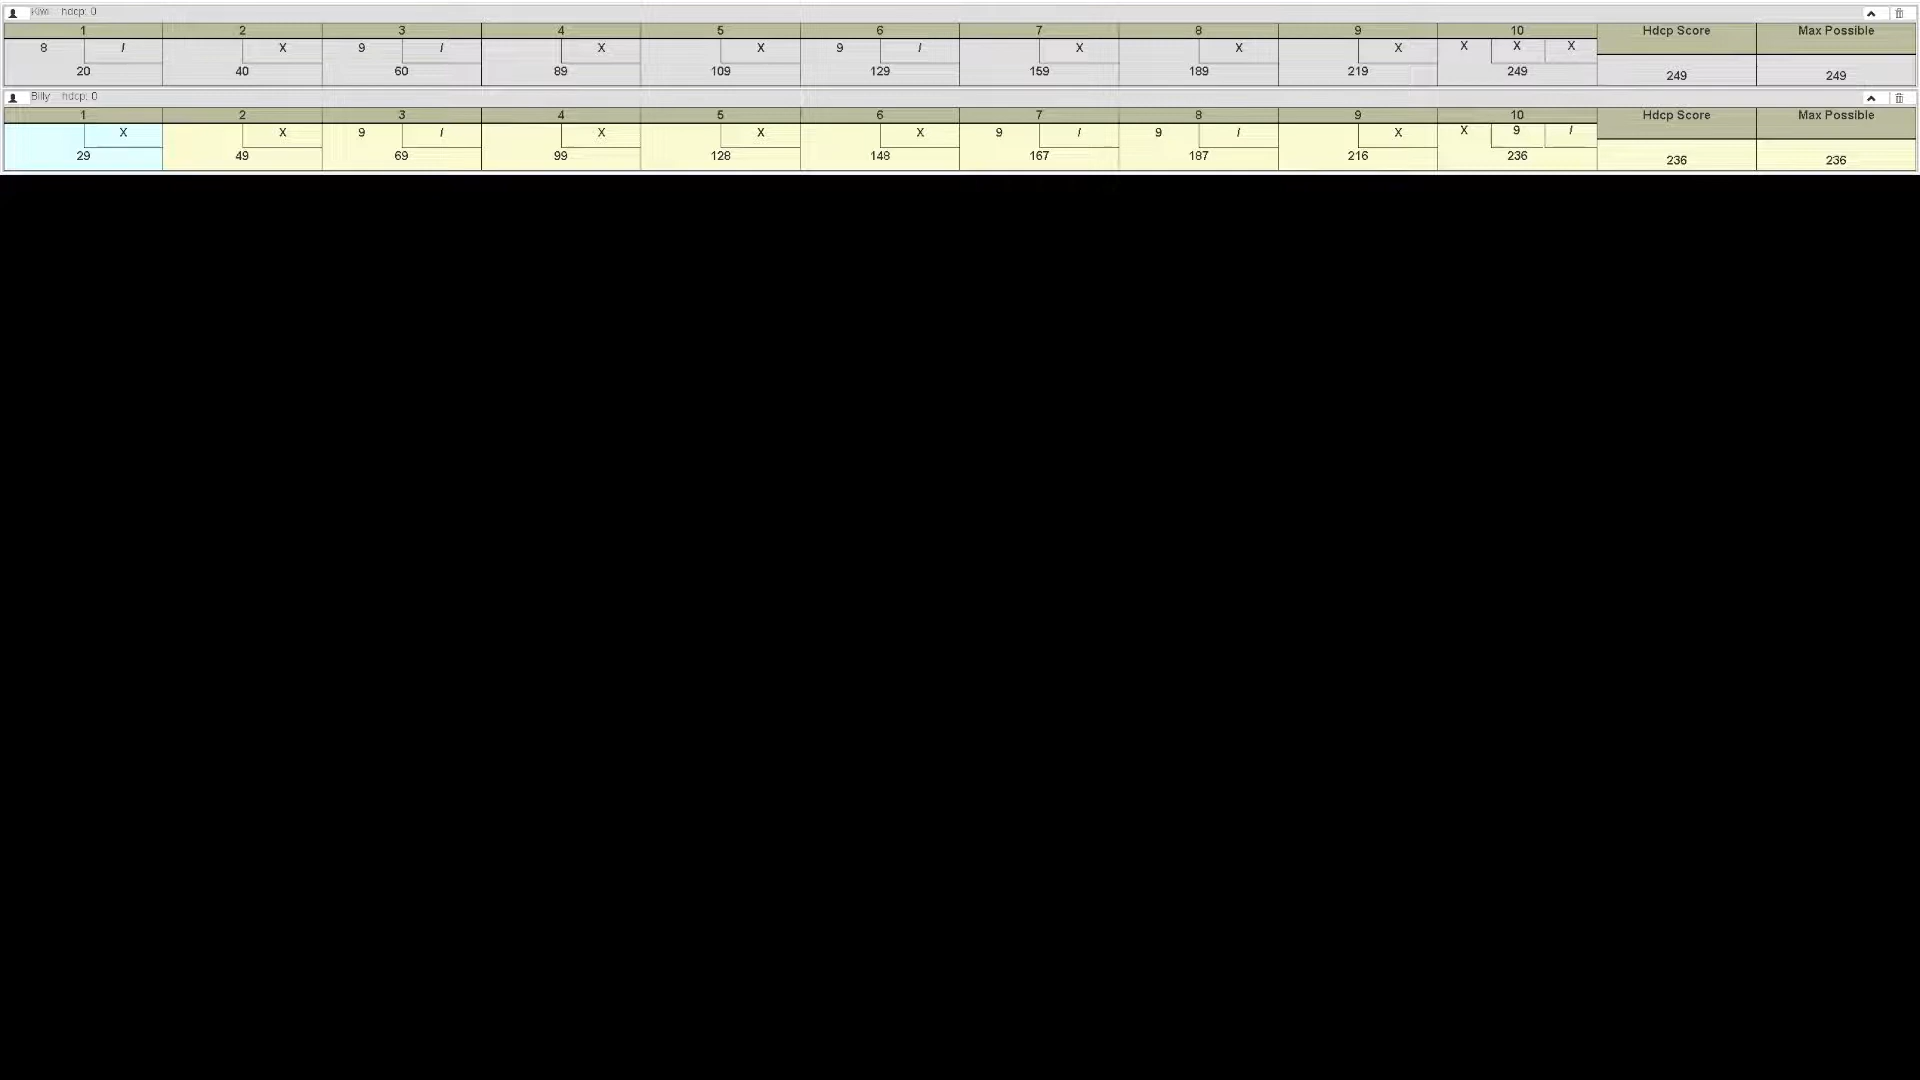 Kiwi hdcp: 0
1 2 3 4 5 6 7 8 9 10 Hdcp Score Max Possible
8 / X 9 / X X 9 / X X X X X X
20 40 60 89 109 129 159 189 219 249 249 249
Billy hdcp: 0
1 2 3 4 5 6 7 8 9 10 Hdcp Score Max Possible
X X 9 / X X X 9 / 9 / X X 9 /
29 49 69 99 128 148 167 187 216 236 236 236